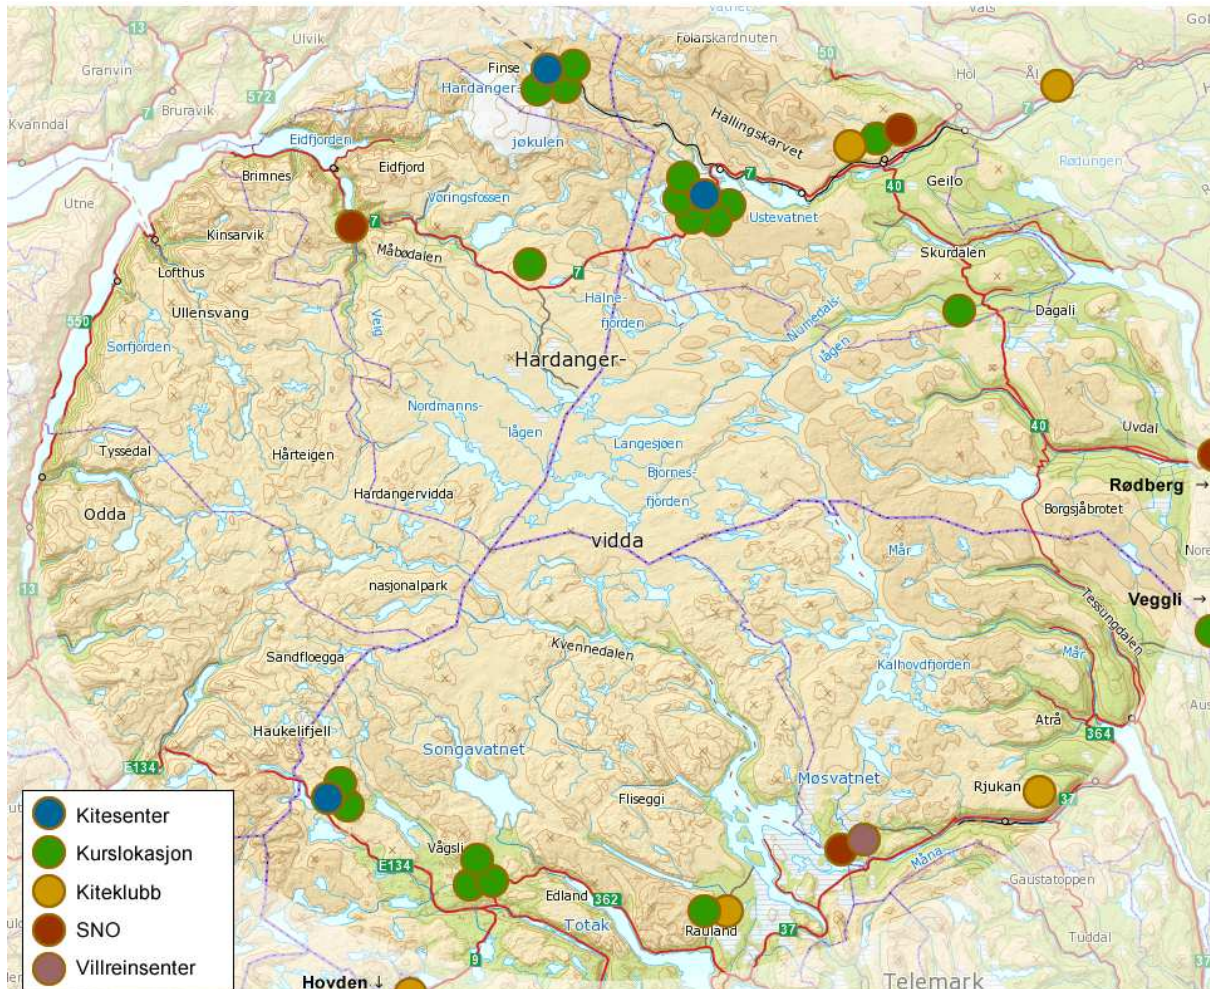 Vats
Gol
Ulvik
13
Folarskardnuten
50
Finse
Hol
Ål
Granvin
572
Hardanger-
7
7
Bruravik
Hallingskarvet
Kvanndal
Eidfjorden
jøkulen
Rødungen
Eidfjord
7
Brimnes
40
Geilo
Utne
Vøringsfossen
Ustevatnet
7
Kinsarvik
Måbødalen
Skurdalen
Lofthus
7
Ullensvang
Halne-
Numedals-
Dagali
550
Veig
fjorden
Sørfjorden
lågen
Hardanger-
Nordmanns-
40
Uvdal
lågen
Langesjøen
Tyssedal
Hårteigen
Bjornes-
Rødberg →
Hardangervidda
fjorden
Odda
Borgsjåbrotet
vidda
Mår
Nore
nasjonalpark
13
Veggli →
Tessungdalen
Kvennedalen
Sandfloegga
Mår
Kalhovdfjorden
Atrå
Haukelifjell
364
Songavatnet
E134
Møsvatnet
Rjukan
Fliseggi
37
Kitesenter
Kurslokasjon
Vågsli
E134
Måna
Gaustatoppen
Kiteklubb
Edland
362
SNO
Totak
Rauland
37
Tuddal
Villreinsenter
9
37
Hovden ↓
Telemark